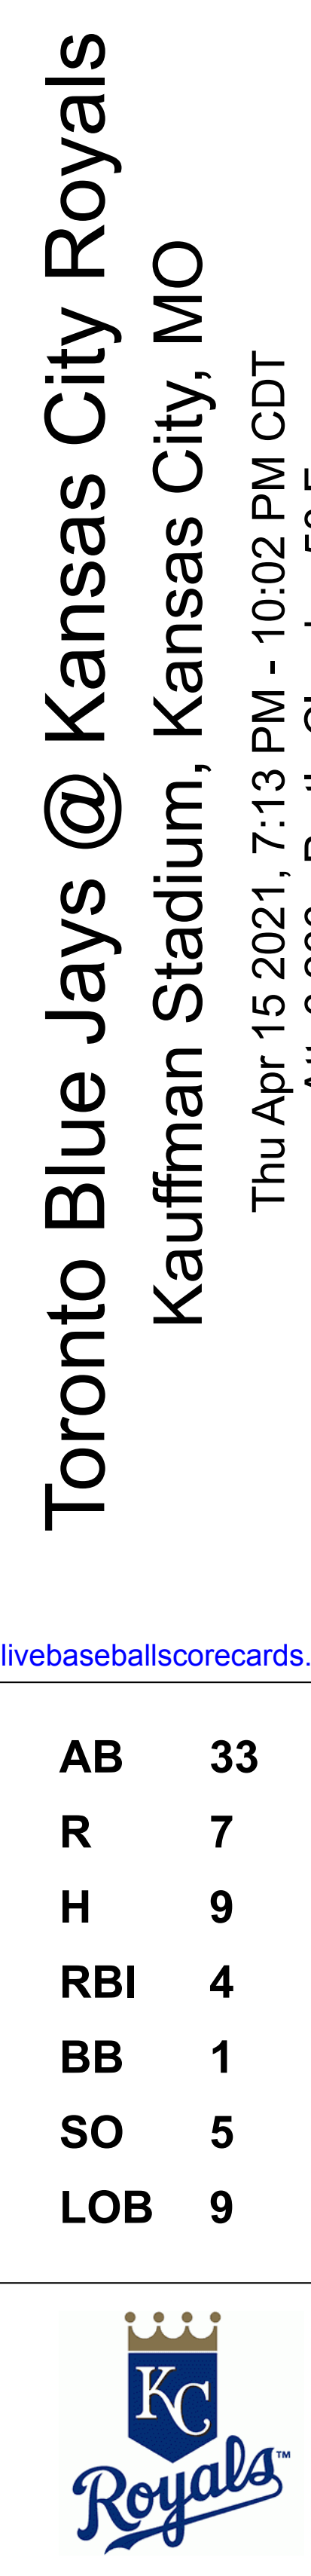 Toronto Blue Jays @ Kansas City Royals
Kauffman Stadium, Kansas City, MO
Thu Apr 15 2021, 7:13 PM - 10:02 PM CDT
livebaseballscorecards.
AB 33
R 7
H 9
RBI 4
BB 1
SO 5
LOB 9
KC
Royals™